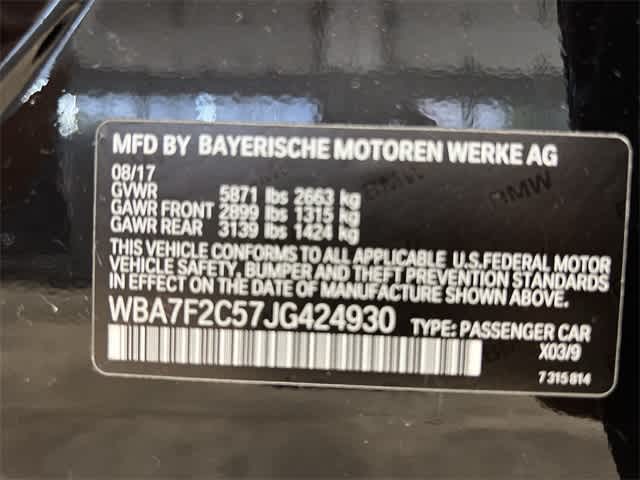 MFD BY BAYERISCHE MOTOREN WERKE AG
08/17
GVWR 5871 lbs 2663 kg
GAWR FRONT 2899 lbs 1315 kg
GAWR REAR 3139 lbs 1424 kg
THIS VEHICLE CONFORMS TO ALL APPLICABLE U.S.FEDERAL MOTOR
VEHICLE SAFETY, BUMPER AND THEFT PREVENTION STANDARDS
IN EFFECT ON THE DATE OF MANUFACTURE SHOWN ABOVE.
WBA7F2C57JG424930 TYPE: PASSENGER CAR
X03/9
7 315 814
BMW
BMW